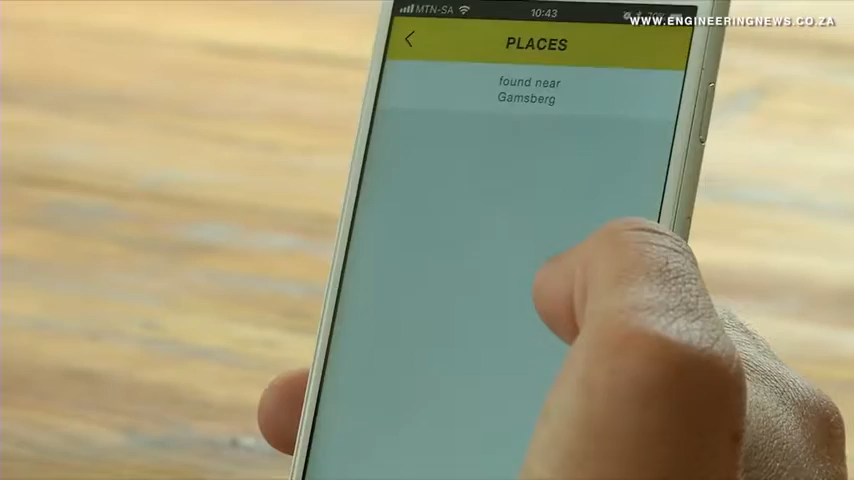 WWW.ENGINEERINGNEWS.CO.ZA
MTN-SA 10:43
PLACES
found near
Gamsberg